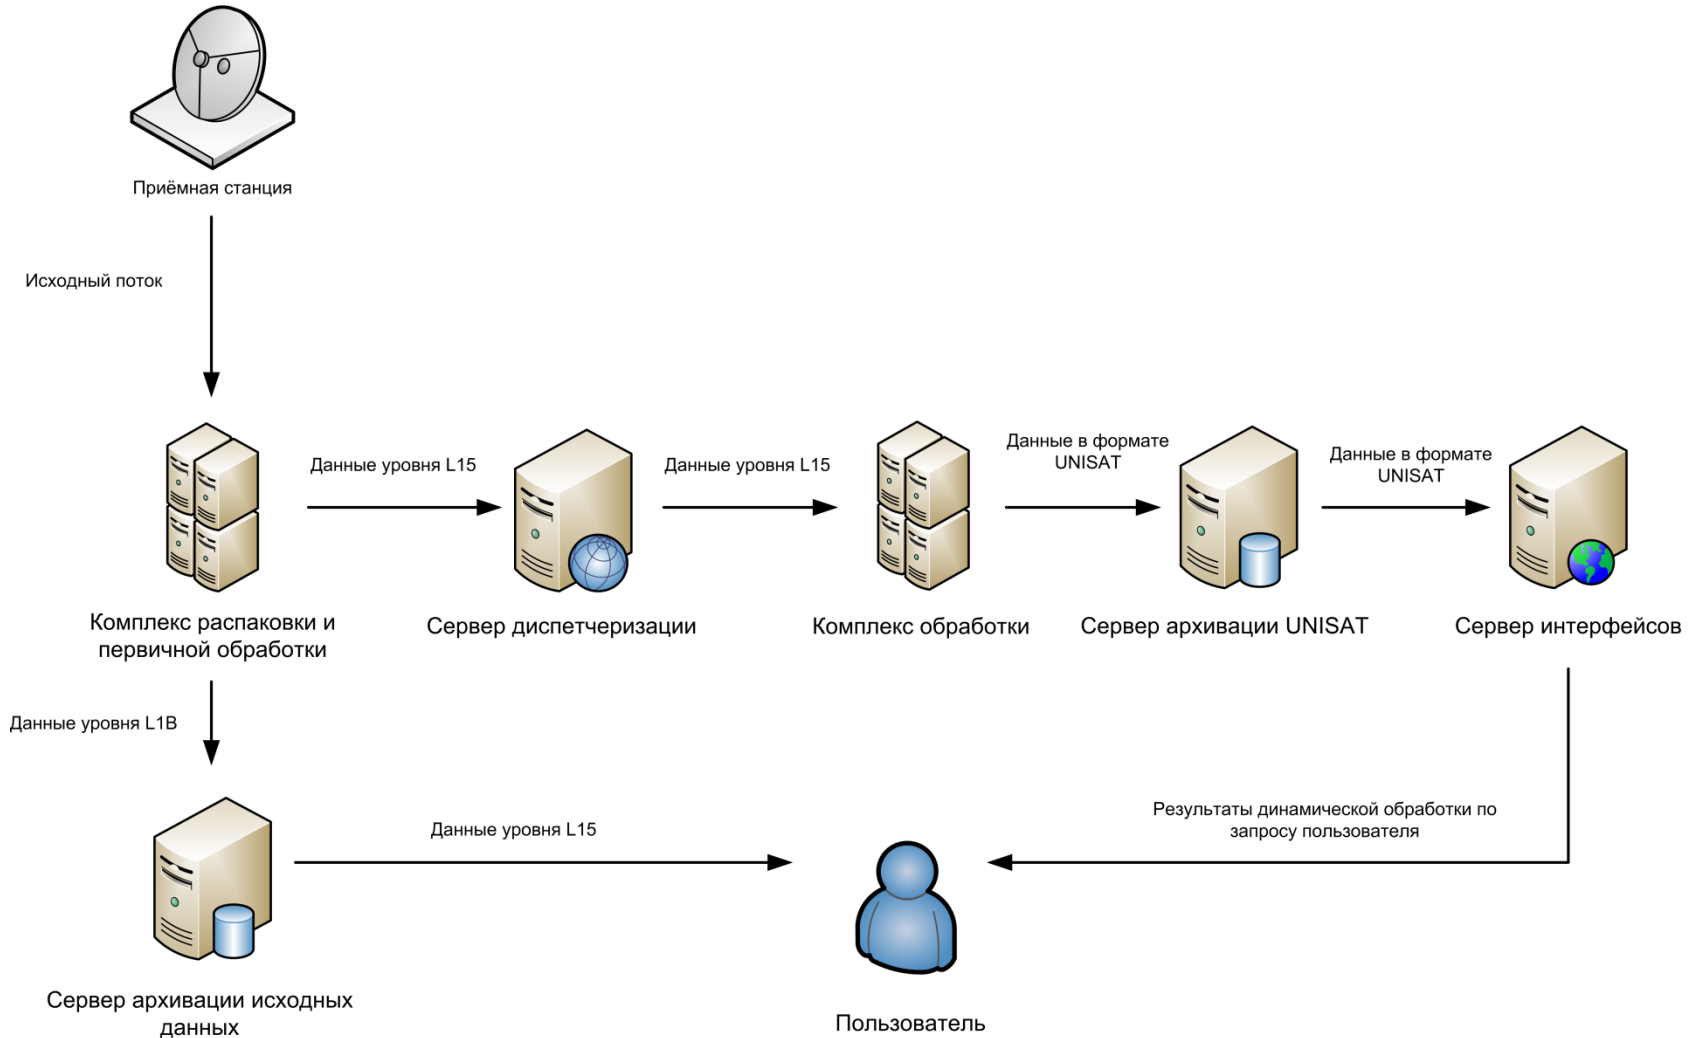 Приёмная станция
Исходный поток
Данные уровня L15
Данные уровня L15
Данные в формате
UNISAT
Данные в формате
UNISAT
Комплекс распаковки и
первичной обработки
Сервер диспетчеризации
Комплекс обработки
Сервер архивации UNISAT
Сервер интерфейсов
Данные уровня L1B
Данные уровня L15
Результаты динамической обработки по
запросу пользователя
Сервер архивации исходных
данных
Пользователь